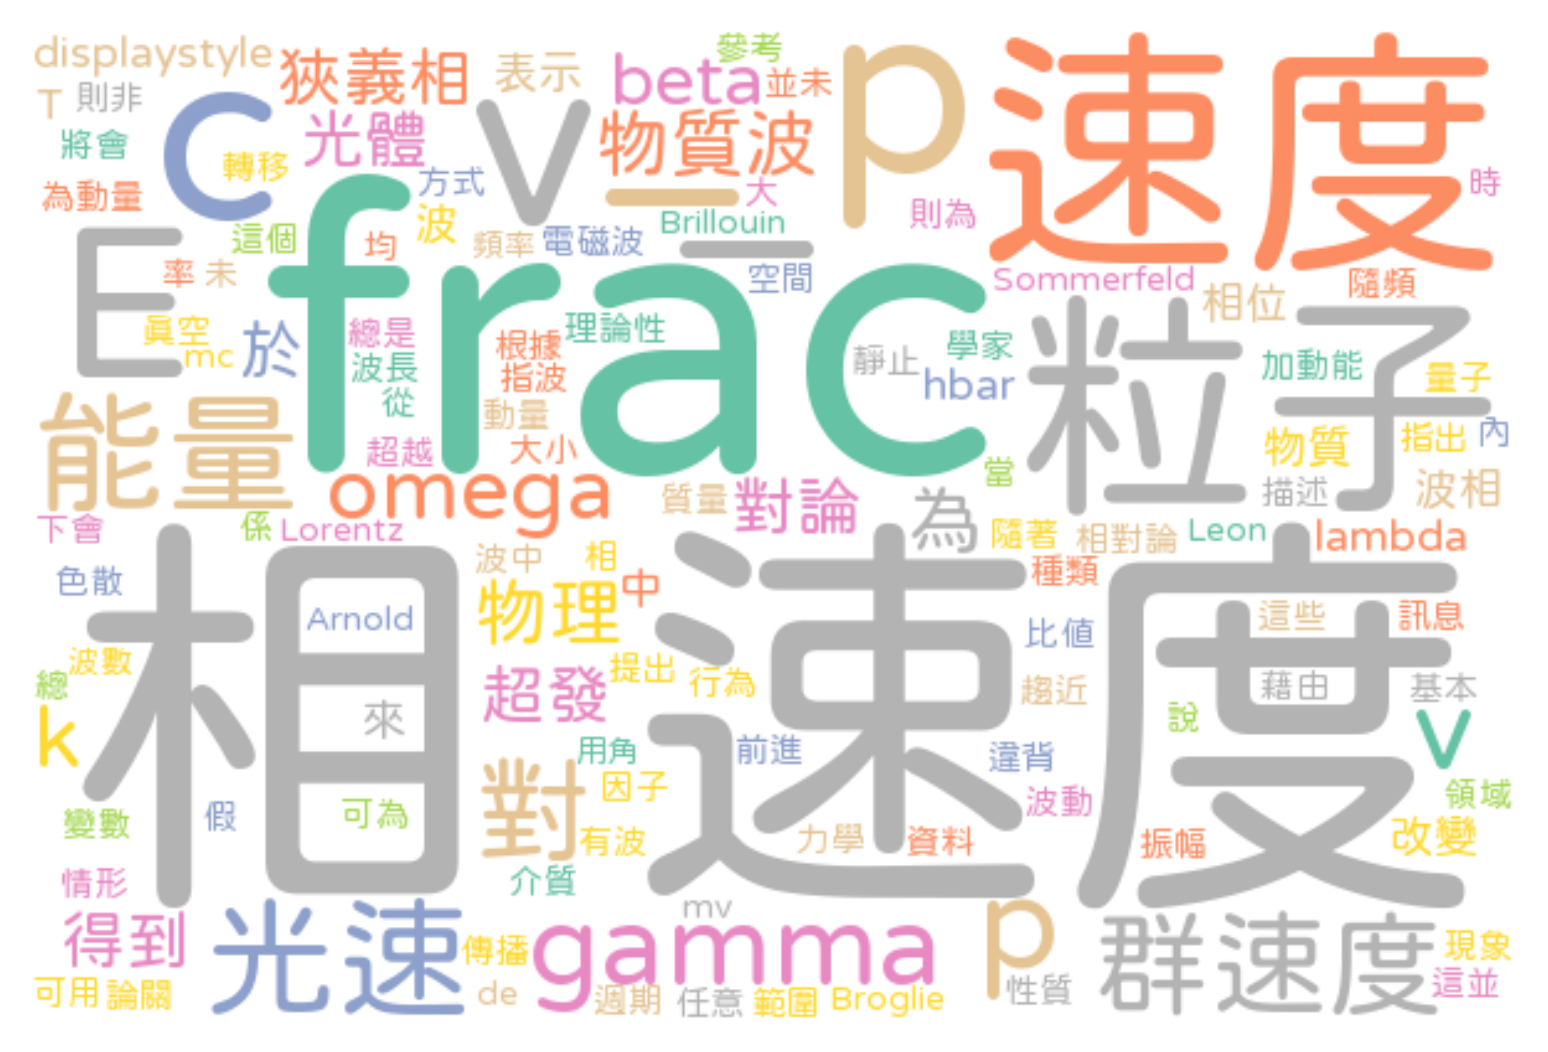 displaystyle
狹義相
表示
beta
參考
並未
p
速度
T
則非
c
光體
v
物質波
將會
轉移
方式
大
時
為動量
這個
均
波
頻率
電磁波
Brillouin
則為
_
_
E
率
未
frac
空間
Sommerfeld
隨頻
相位
真空
mc
於
總是
波長
從
根據
指波
理論性
靜止
學家
hbar
粒子
加動能
量子
動量
能量
超越
大小
omega
質量
對論
當
為
物質
指出
內
描述
波相
下會
係
Lorentz
隨著
相對論
Leon
lambda
色散
相速度
波中
相
種類
Arnold
物理
中
比值
這些
訊息
波數
總
提出
行為
超發
趨近
藉由
基本
k
來
用角
前進
違背
說
v
變數
假
可為
對
因子
有波
波動
領域
力學
資料
振幅
改變
情形
介質
mv
得到
光速
傳播
gamma
p
群速度
現象
可用
論關
de
週期
任意
範圍
Broglie
性質
這並